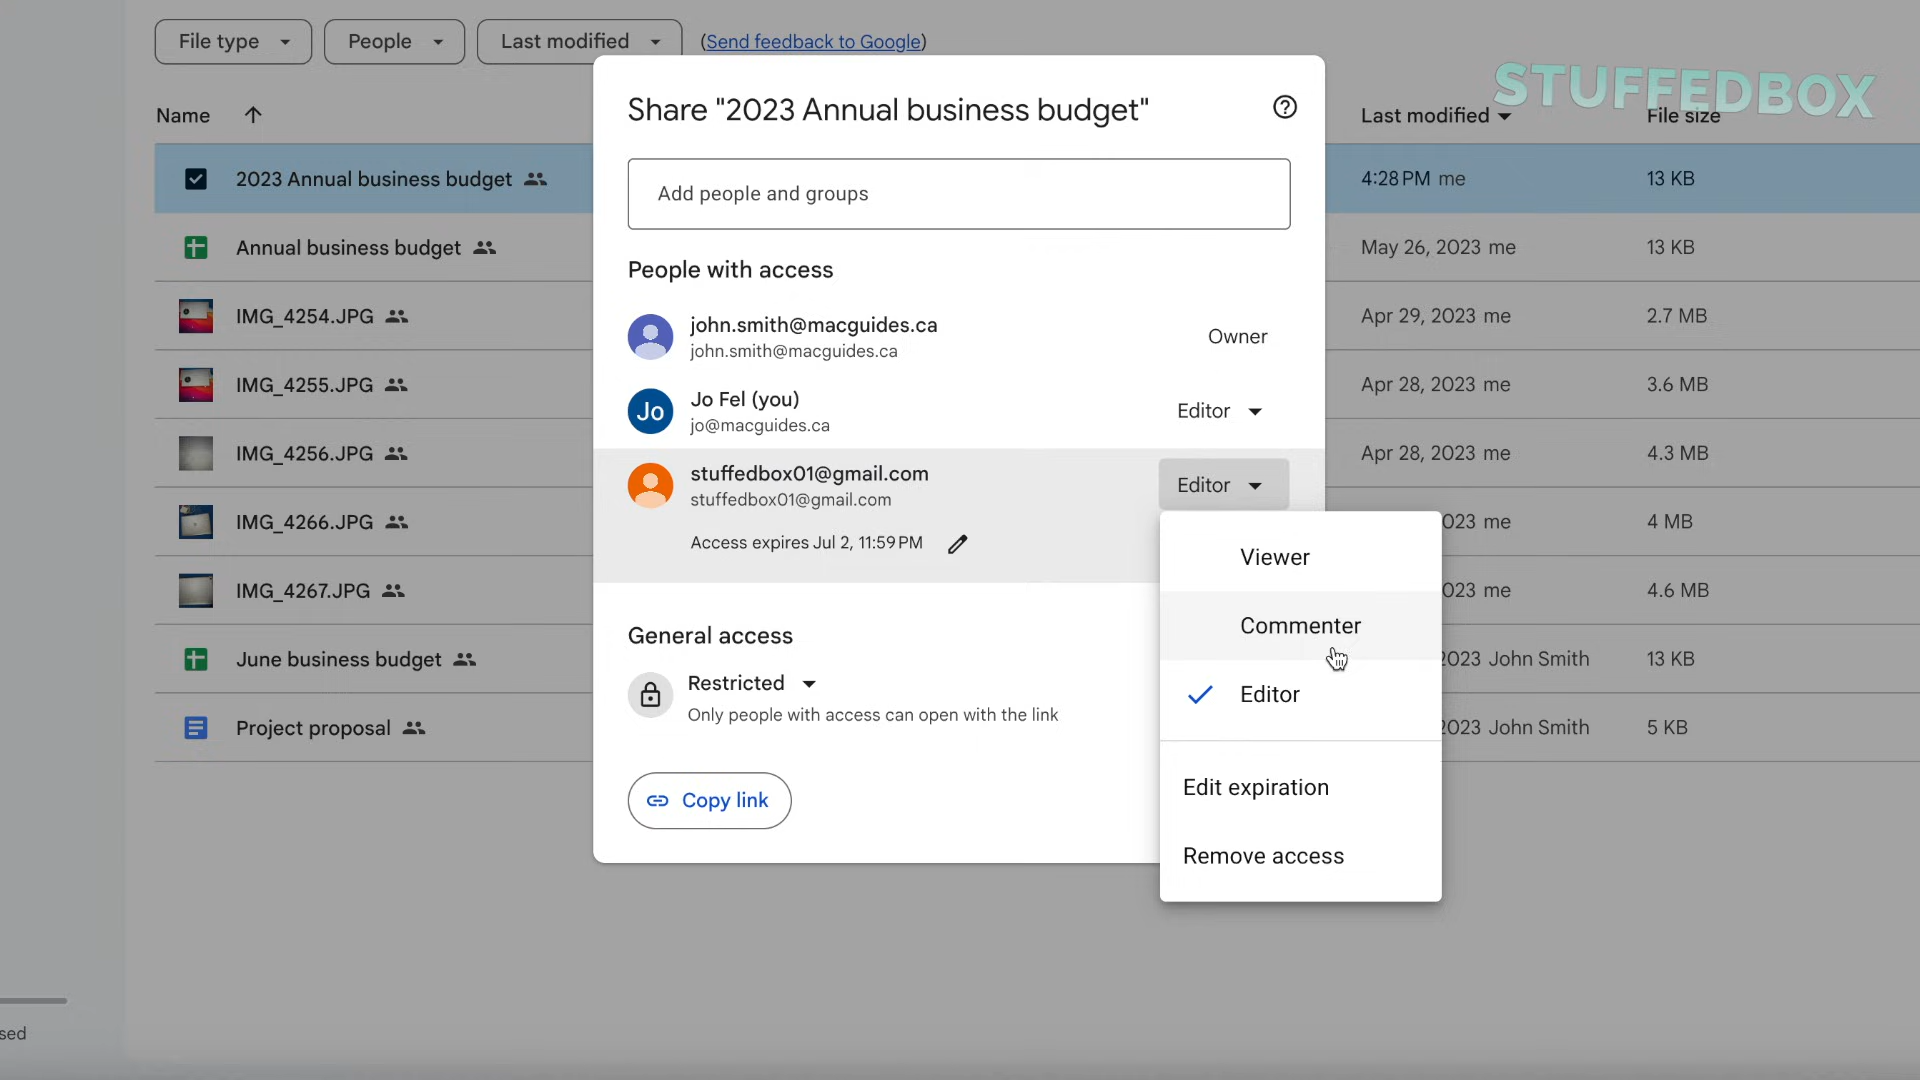 File type
People
Last modified
(Send feedback to Google)
STUFFEDBOX
Name
Last modified
File size
2023 Annual business budget
4:28 PM me
13 KB
Annual business budget
May 26, 2023 me
13 KB
IMG_4254.JPG
Apr 29, 2023 me
2.7 MB
IMG_4255.JPG
Apr 28, 2023 me
3.6 MB
IMG_4256.JPG
Apr 28, 2023 me
4.3 MB
IMG_4266.JPG
023 me
4 MB
IMG_4267.JPG
023 me
4.6 MB
June business budget
2023 John Smith
13 KB
Project proposal
2023 John Smith
5 KB
Share "2023 Annual business budget"
Add people and groups
People with access
john.smith@macguides.ca
john.smith@macguides.ca
Owner
Jo
Jo Fel (you)
jo@macguides.ca
Editor
stuffedbox01@gmail.com
stuffedbox01@gmail.com
Editor
Access expires Jul 2, 11:59 PM
Viewer
Commenter
Editor
Edit expiration
Remove access
General access
Restricted
Only people with access can open with the link
Copy link
sed